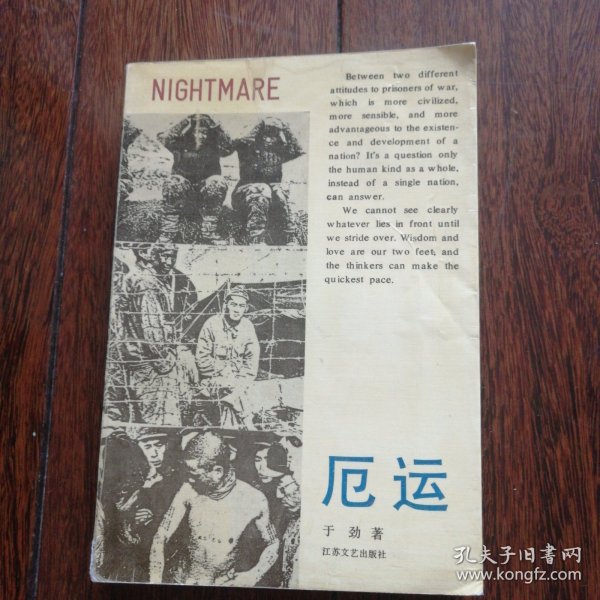 NIGHTMARE
Between two different
attitudes to prisoners of war,
which is more civilized,
more sensible, and more
advantageous to the existen-
ce and development of a
nation? It's a question only
the human kind as a whole,
instead of a single nation,
can answer.
We cannot see clearly
whatever lies in front until
we stride over. Wisdom and
love are our two feet, and
the thinkers can make the
quickest pace.
厄运
于劲著
江苏文艺出版社
孔夫子旧书网
www.kongfz.com